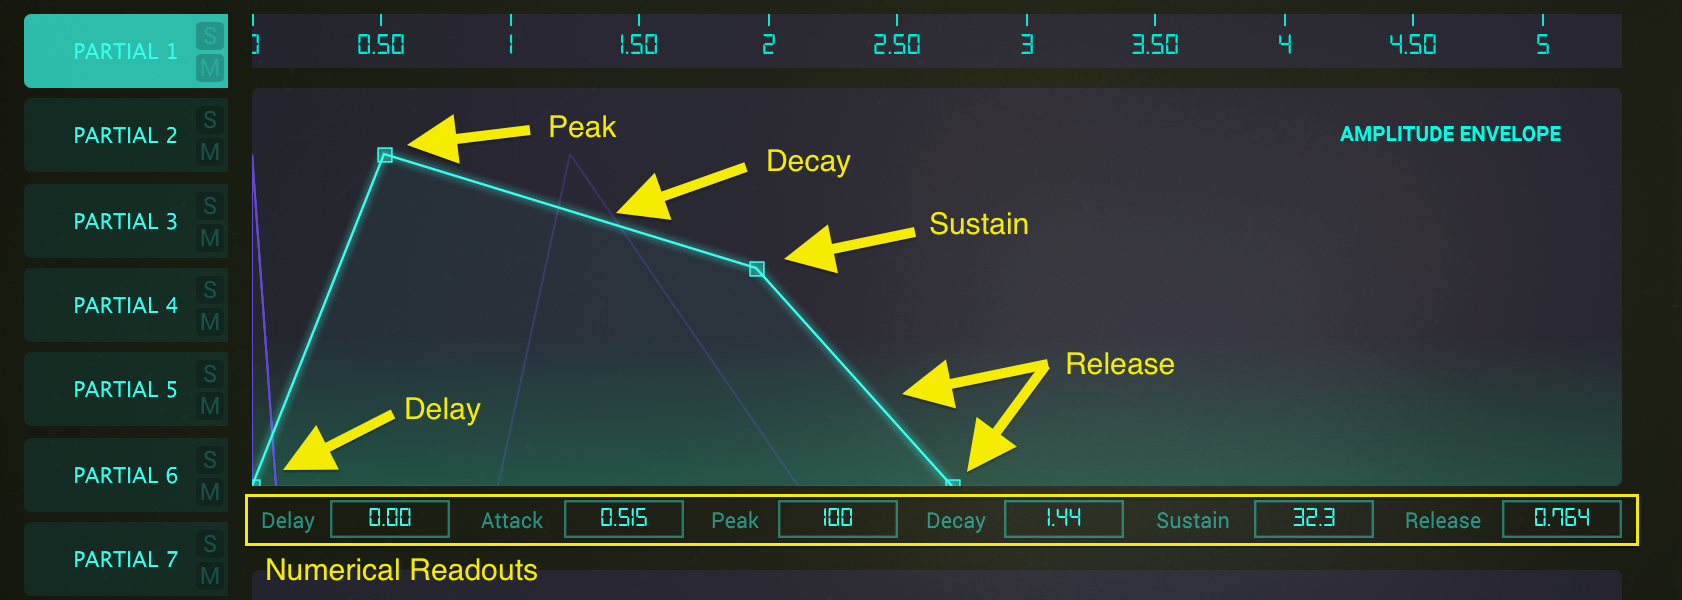 PARTIAL 1 S M
PARTIAL 2 S M
PARTIAL 3 S M
PARTIAL 4 S M
PARTIAL 5 S M
PARTIAL 6 S M
PARTIAL 7 S M
0 0.50 1 1.50 2 2.50 3 3.50 4 4.50 5
AMPLITUDE ENVELOPE
Peak
Decay
Sustain
Release
Delay
Delay 0.00 Attack 0.515 Peak 100 Decay 1.44 Sustain 32.3 Release 0.764
Numerical Readouts